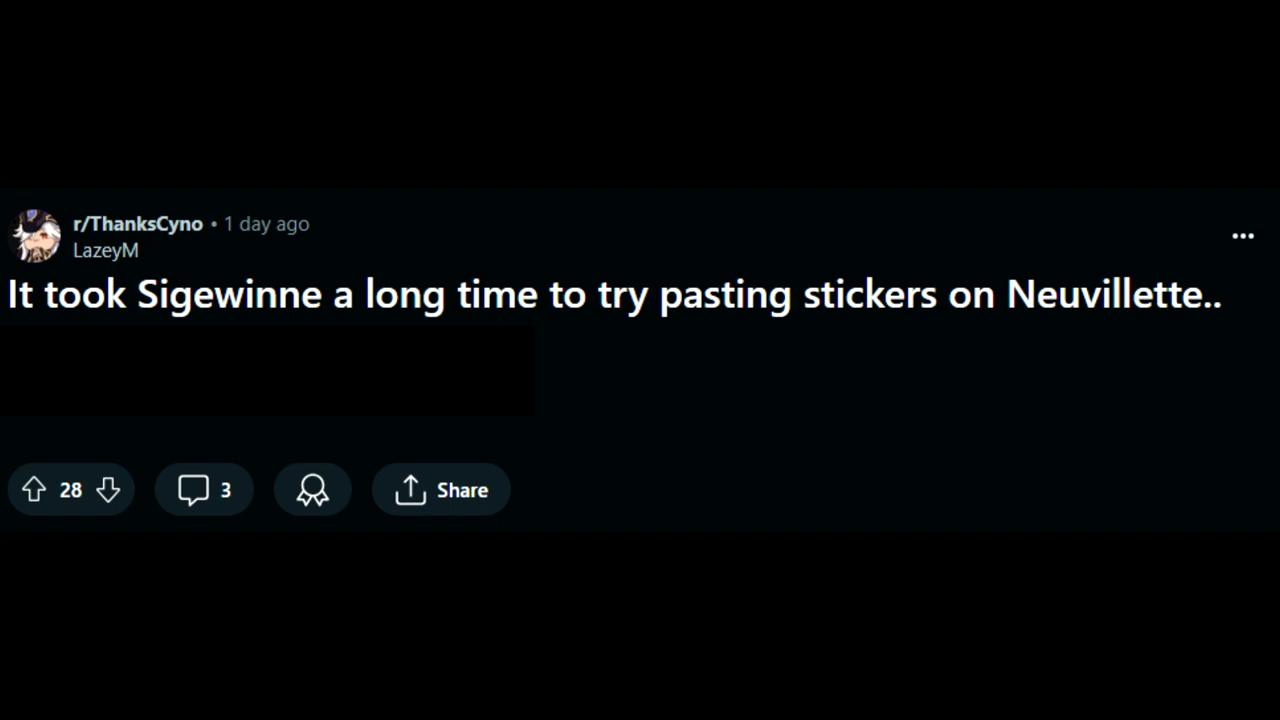 r/ThanksCyno • 1 day ago
LazeyM
It took Sigewinne a long time to try pasting stickers on Neuvillette..
28
3
Share